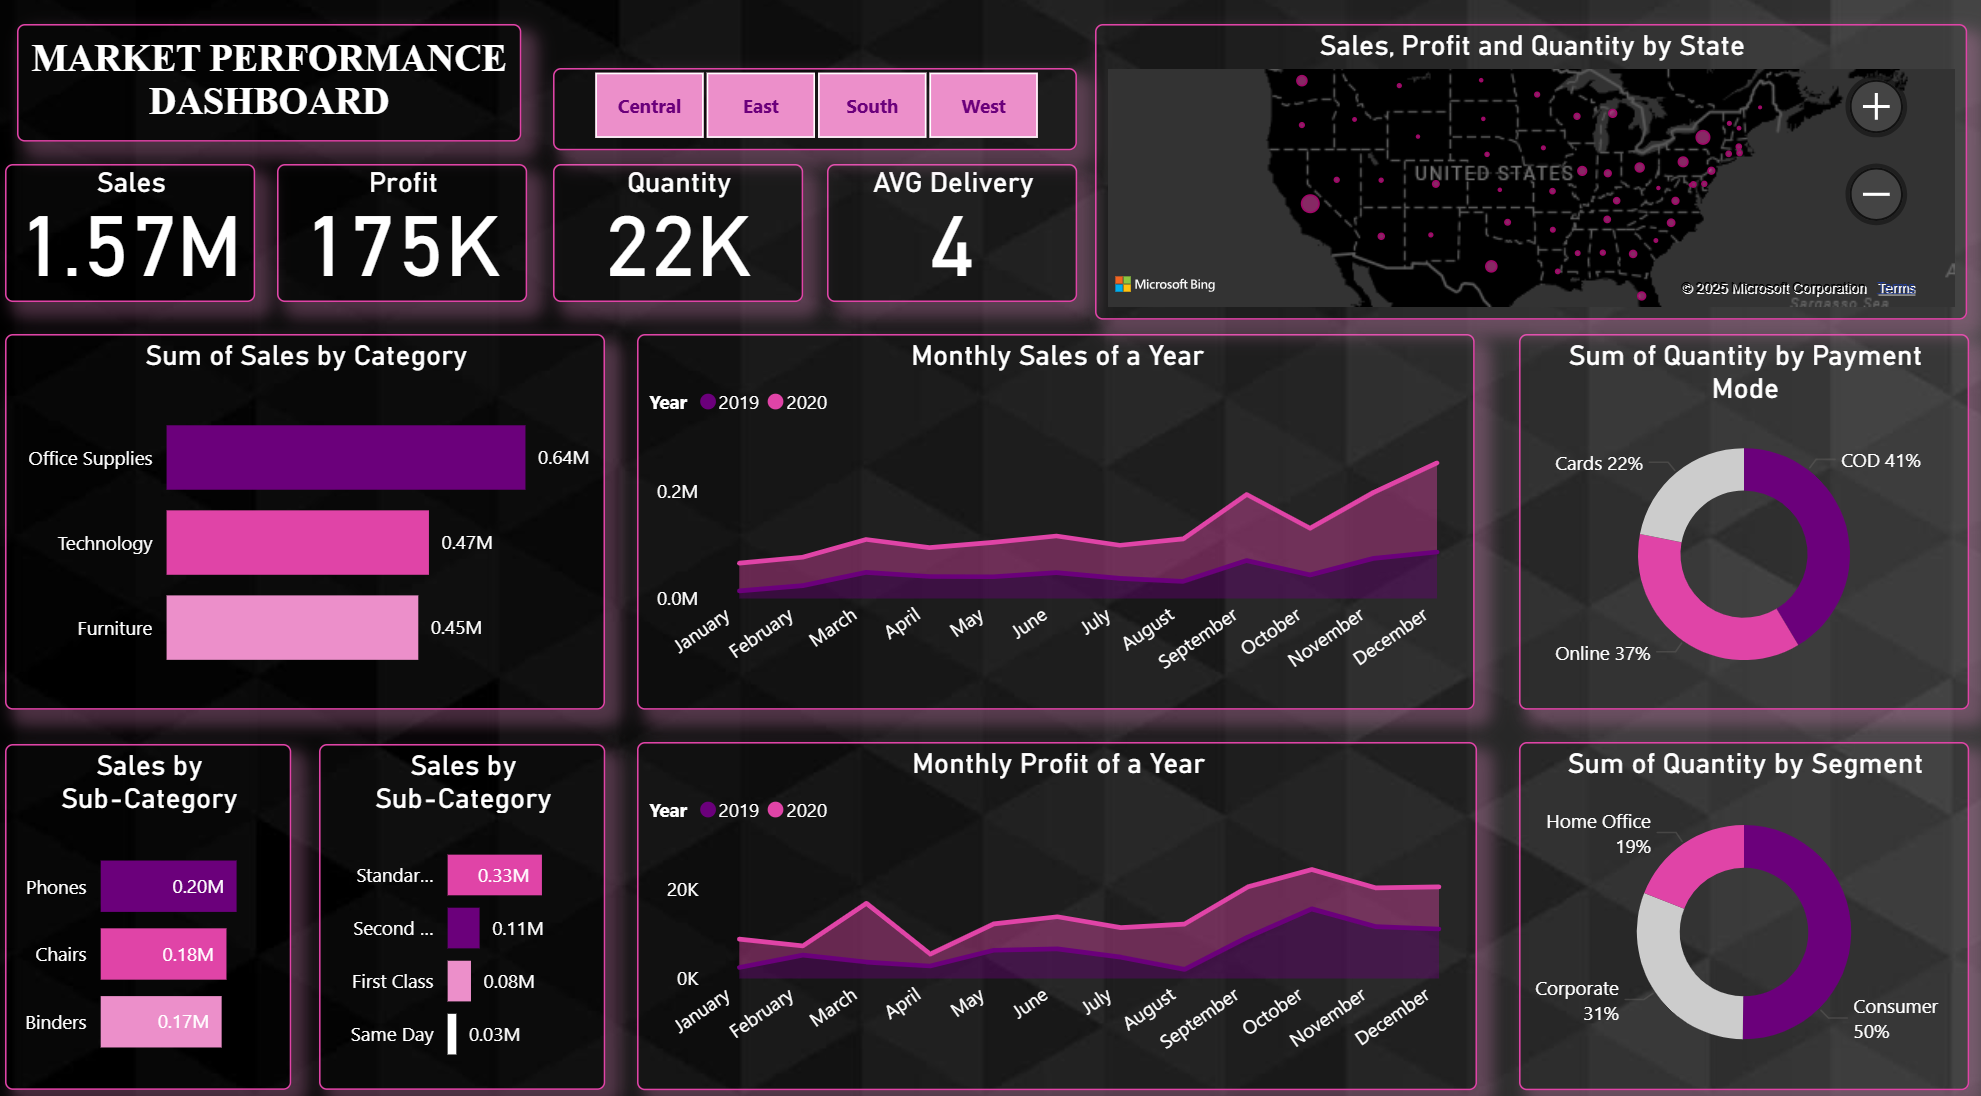 MARKET PERFORMANCE
DASHBOARD
Central
East
South
West
Sales
1.57M
Profit
175K
Quantity
22K
AVG Delivery
4
Sales, Profit and Quantity by State
UNITED STATES
Microsoft Bing
© 2025 Microsoft Corporation Terms
Sargasso Sea
A
Sum of Sales by Category
Office Supplies
0.64M
Technology
0.47M
Furniture
0.45M
Monthly Sales of a Year
Year 2019 2020
0.2M
0.0M
January
February
March
April
May
June
July
August
September
October
November
December
Sum of Quantity by Payment
Mode
Cards 22%
COD 41%
Online 37%
Sales by
Sub-Category
Phones
0.20M
Chairs
0.18M
Binders
0.17M
Sales by
Sub-Category
Standar...
0.33M
Second ...
0.11M
First Class
0.08M
Same Day
0.03M
Monthly Profit of a Year
Year 2019 2020
20K
0K
January
February
March
April
May
June
July
August
September
October
November
December
Sum of Quantity by Segment
Home Office
19%
Corporate
31%
Consumer
50%